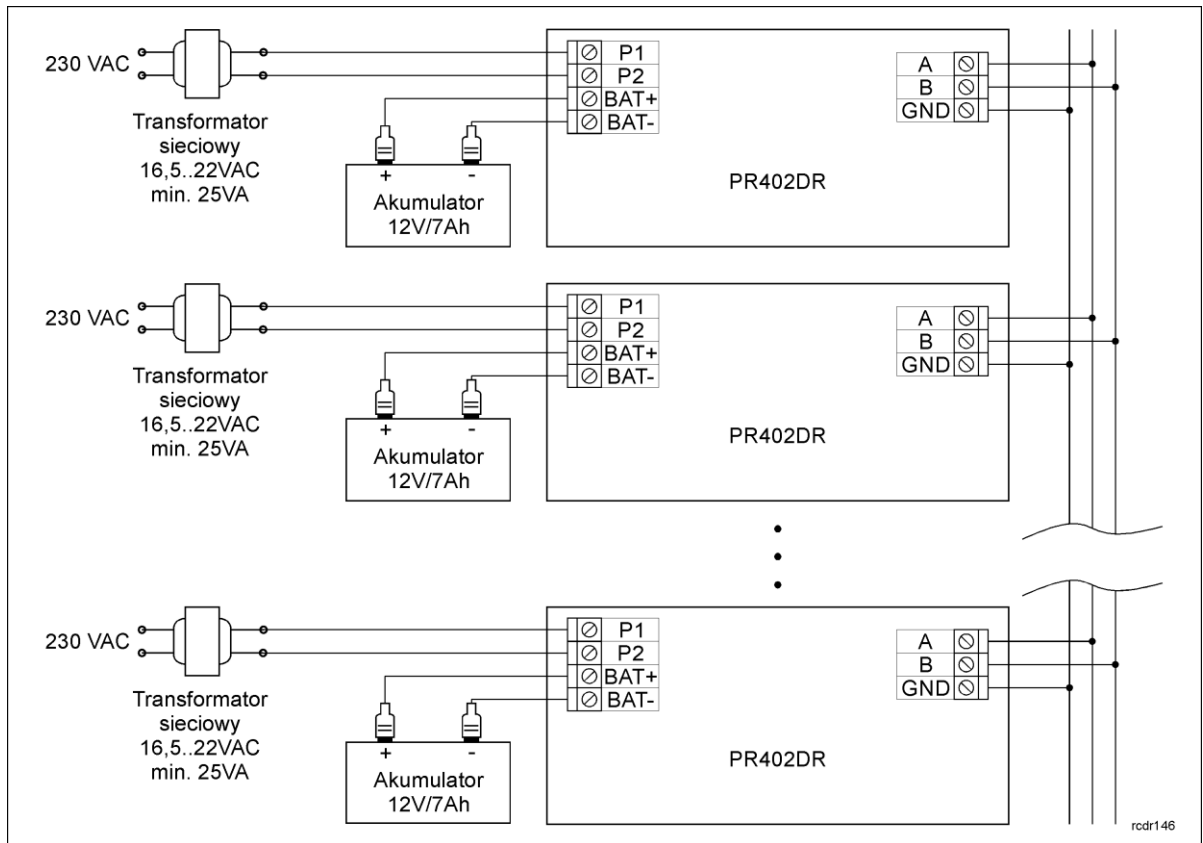 230 VAC
Transformator
sieciowy
16,5..22VAC
min. 25VA
P1
P2
BAT+
BAT-
+ -
Akumulator
12V/7Ah
PR402DR
A
B
GND
230 VAC
Transformator
sieciowy
16,5..22VAC
min. 25VA
P1
P2
BAT+
BAT-
+ -
Akumulator
12V/7Ah
PR402DR
A
B
GND
230 VAC
Transformator
sieciowy
16,5..22VAC
min. 25VA
P1
P2
BAT+
BAT-
+ -
Akumulator
12V/7Ah
PR402DR
A
B
GND
rcdr146